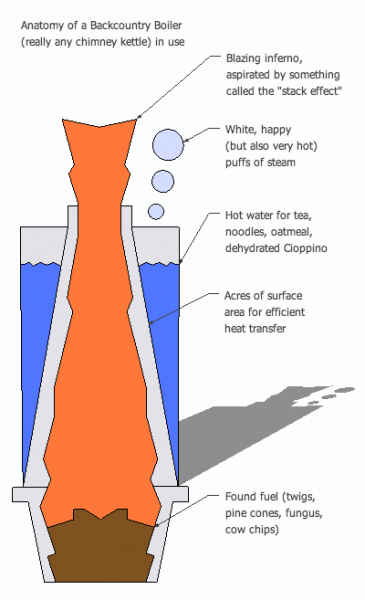 Anatomy of a Backcountry Boiler
(really any chimney kettle) in use
Blazing inferno,
aspirated by something
called the "stack effect"
White, happy
(but also very hot)
puffs of steam
Hot water for tea,
noodles, oatmeal,
dehydrated Cioppino
Acres of surface
area for efficient
heat transfer
Found fuel (twigs,
pine cones, fungus,
cow chips)